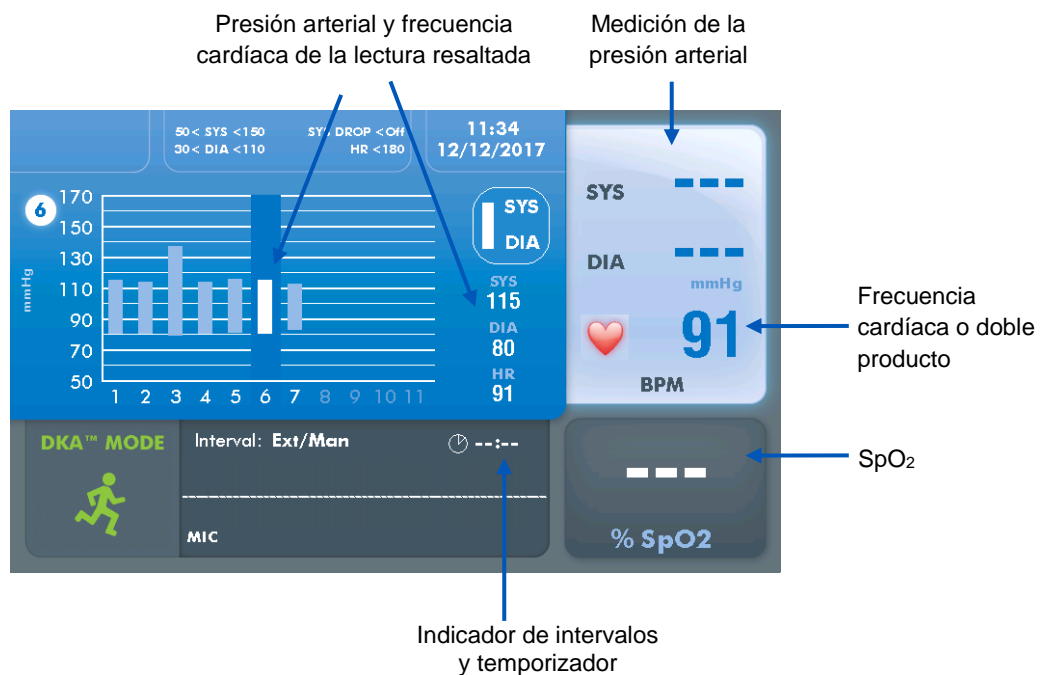 Presión arterial y frecuencia
cardíaca de la lectura resaltada
Medición de la
presión arterial
50< SYS <150
SYS DROP <Off
30< DIA <110
HR <180
11:34
12/12/2017
6
170
150
130
110
90
70
50
mmHg
1 2 3 4 5 6 7 8 9 10 11
SYS
DIA
SYS
115
DIA
80
HR
91
SYS ---
DIA ---
mmHg
91
BPM
Frecuencia
cardíaca o doble
producto
DKA™ MODE
Interval: Ext/Man
--:--
MIC
---
% SpO2
SpO₂
Indicador de intervalos
y temporizador